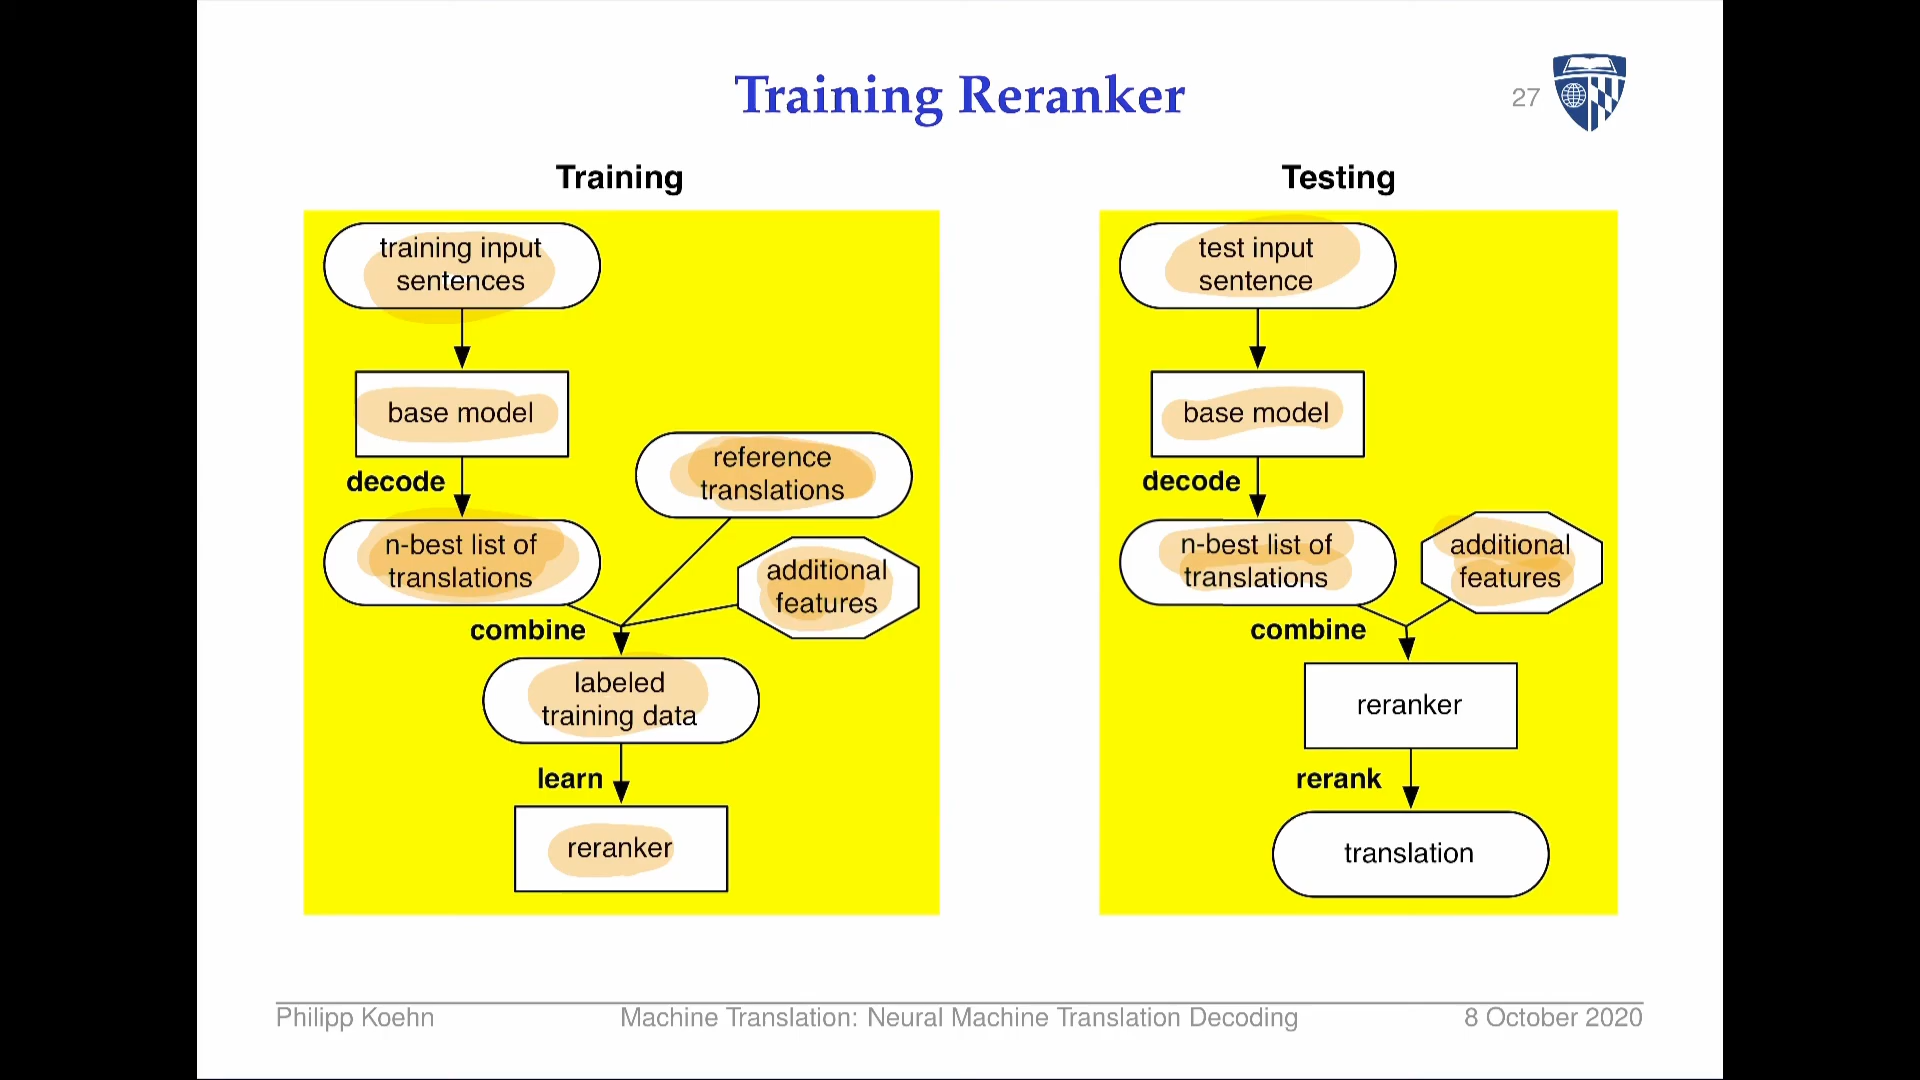 Training Reranker
27
Training
training input
sentences
base model
decode
reference
translations
n-best list of
translations
additional
features
combine
labeled
training data
learn
reranker
Testing
test input
sentence
base model
decode
n-best list of
translations
additional
features
combine
reranker
rerank
translation
Philipp Koehn
Machine Translation: Neural Machine Translation Decoding
8 October 2020